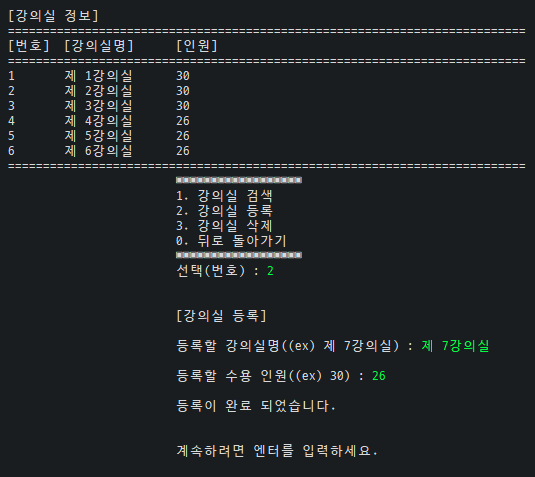 [강의실 정보]
==========================================================================
[번호] [강의실명] [인원]
==========================================================================
1 제 1강의실 30
2 제 2강의실 30
3 제 3강의실 30
4 제 4강의실 26
5 제 5강의실 26
6 제 6강의실 26
==========================================================================
▣▣▣▣▣▣▣▣▣▣▣▣▣▣▣▣▣▣
1. 강의실 검색
2. 강의실 등록
3. 강의실 삭제
0. 뒤로 돌아가기
▣▣▣▣▣▣▣▣▣▣▣▣▣▣▣▣▣▣
선택(번호) : 2
[강의실 등록]
등록할 강의실명((ex) 제 7강의실) : 제 7강의실
등록할 수용 인원((ex) 30) : 26
등록이 완료 되었습니다.
계속하려면 엔터를 입력하세요.